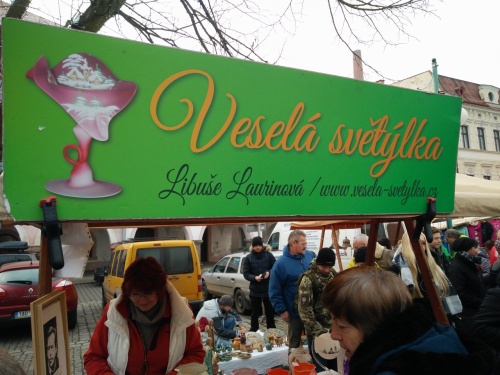 Veselá světýlka
Libuše Laurinová / www.vesela-svetylka.cz